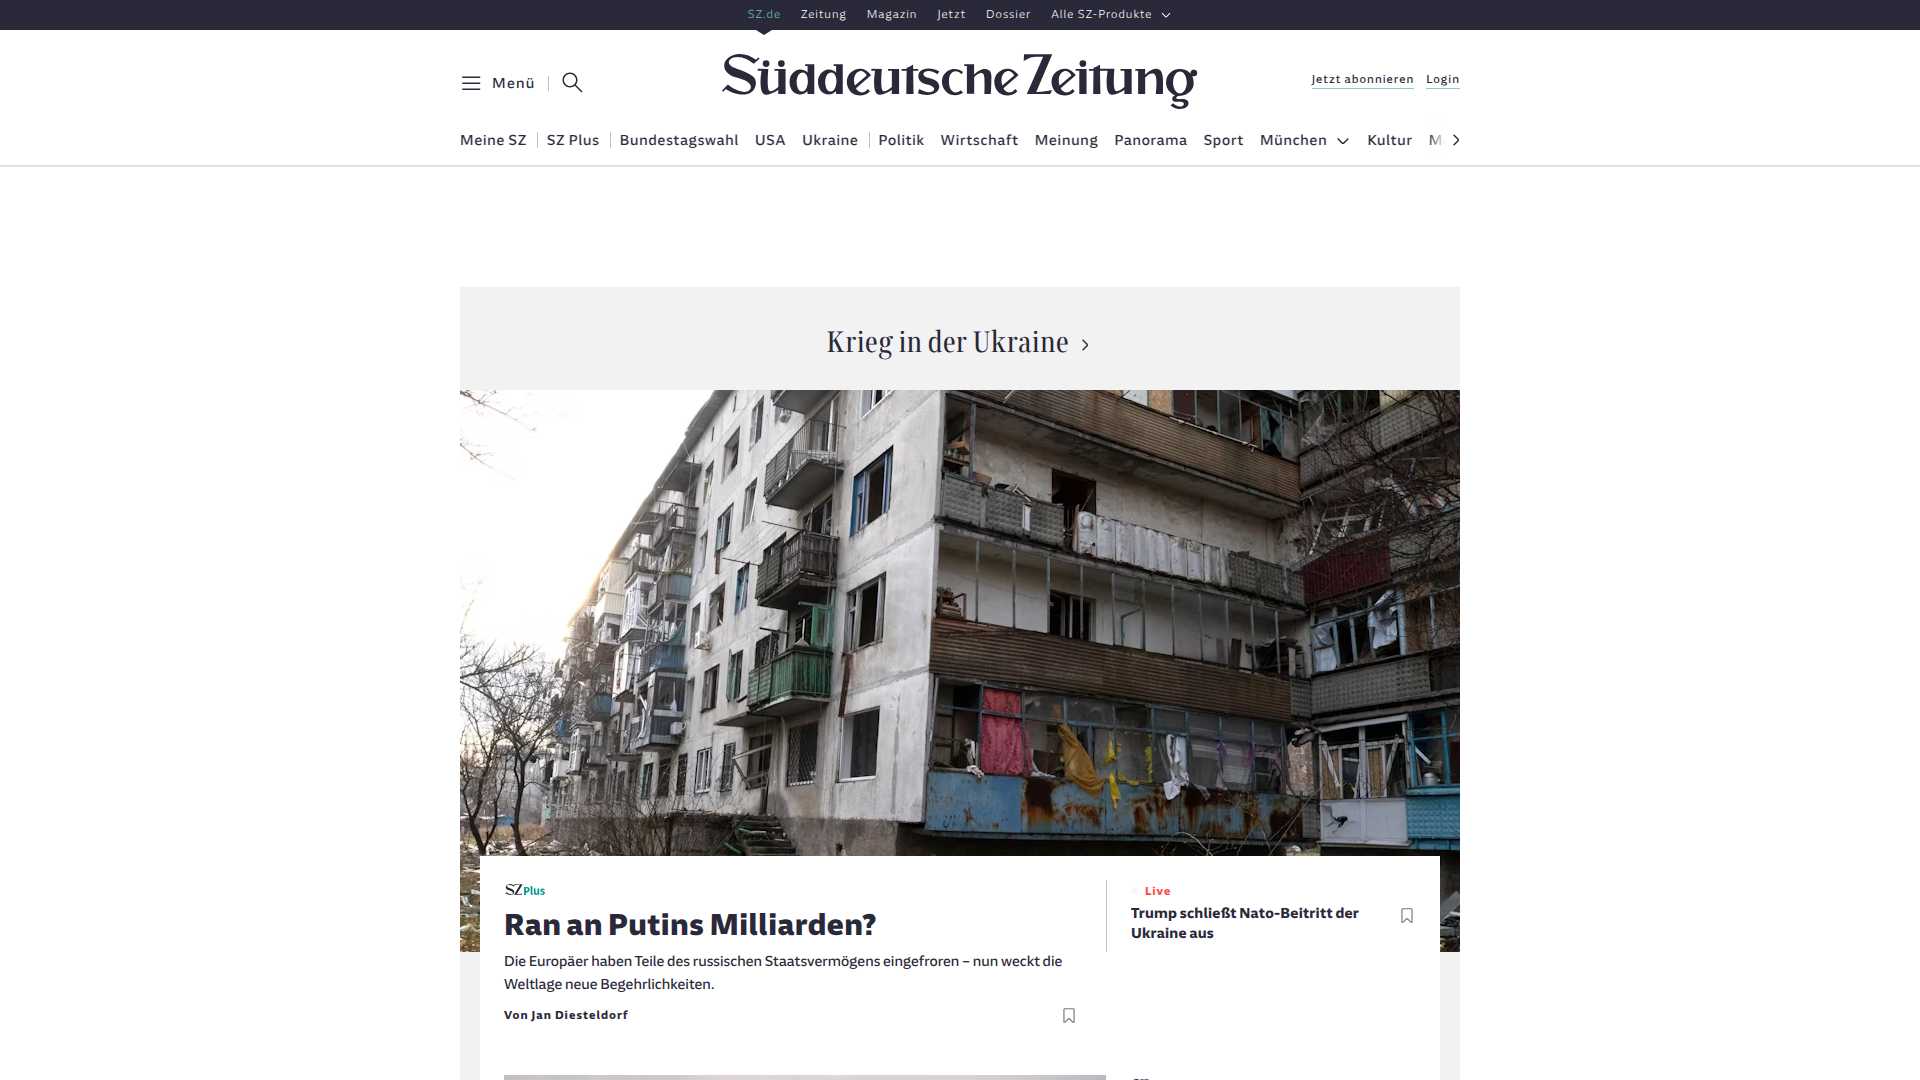 SZ.de Zeitung Magazin Jetzt Dossier Alle SZ-Produkte
Menü
Süddeutsche Zeitung
Jetzt abonnieren Login
Meine SZ SZ Plus Bundestagswahl USA Ukraine Politik Wirtschaft Meinung Panorama Sport München Kultur M
Krieg in der Ukraine
SZ Plus
Ran an Putins Milliarden?
Die Europäer haben Teile des russischen Staatsvermögens eingefroren – nun weckt die
Weltlage neue Begehrlichkeiten.
Von Jan Diesteldorf
Live
Trump schließt Nato-Beitritt der
Ukraine aus